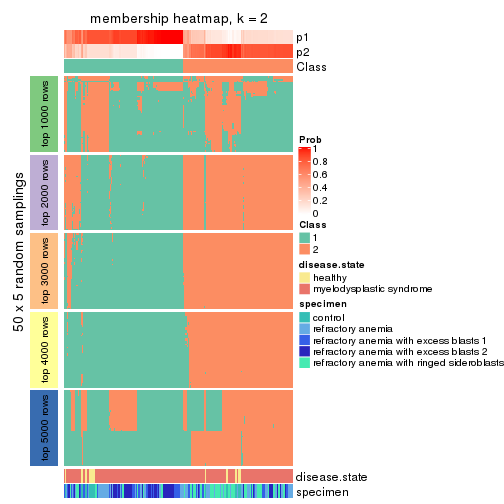 membership heatmap, k = 2
p1
p2
Class
50 x 5 random samplings
top 1000 rows
top 2000 rows
top 3000 rows
top 4000 rows
top 5000 rows
disease.state
specimen
Prob
1
0.8
0.6
0.4
0.2
0
Class
1
2
disease.state
healthy
myelodysplastic syndrome
specimen
control
refractory anemia
refractory anemia with excess blasts 1
refractory anemia with excess blasts 2
refractory anemia with ringed sideroblasts